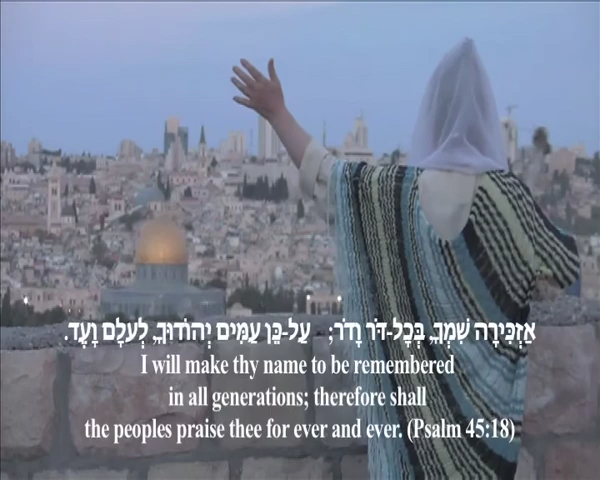 אַזְכִּירָה שִׁמְךָ, בְּכָל-דֹּר וָדֹר; עַל-כֵּן עַמִּים יְהוֹדוּךָ, לְעֹלָם וָעֶד.
I will make thy name to be remembered
in all generations; therefore shall
the peoples praise thee for ever and ever. (Psalm 45:18)